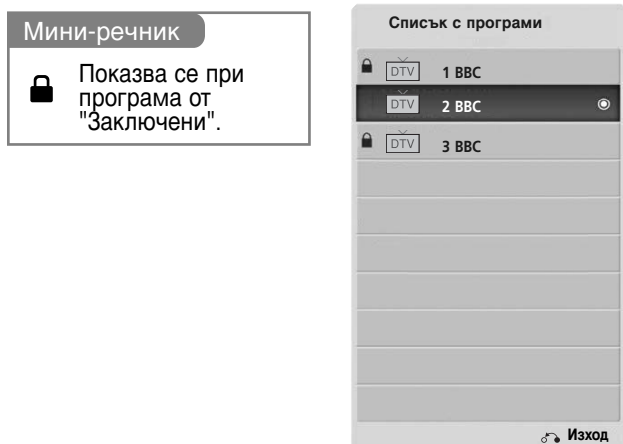 Мини-речник
Показва се при
програма от
"Заключени".
Списък с програми
DTV 1 BBC
DTV 2 BBC
DTV 3 BBC
Изход